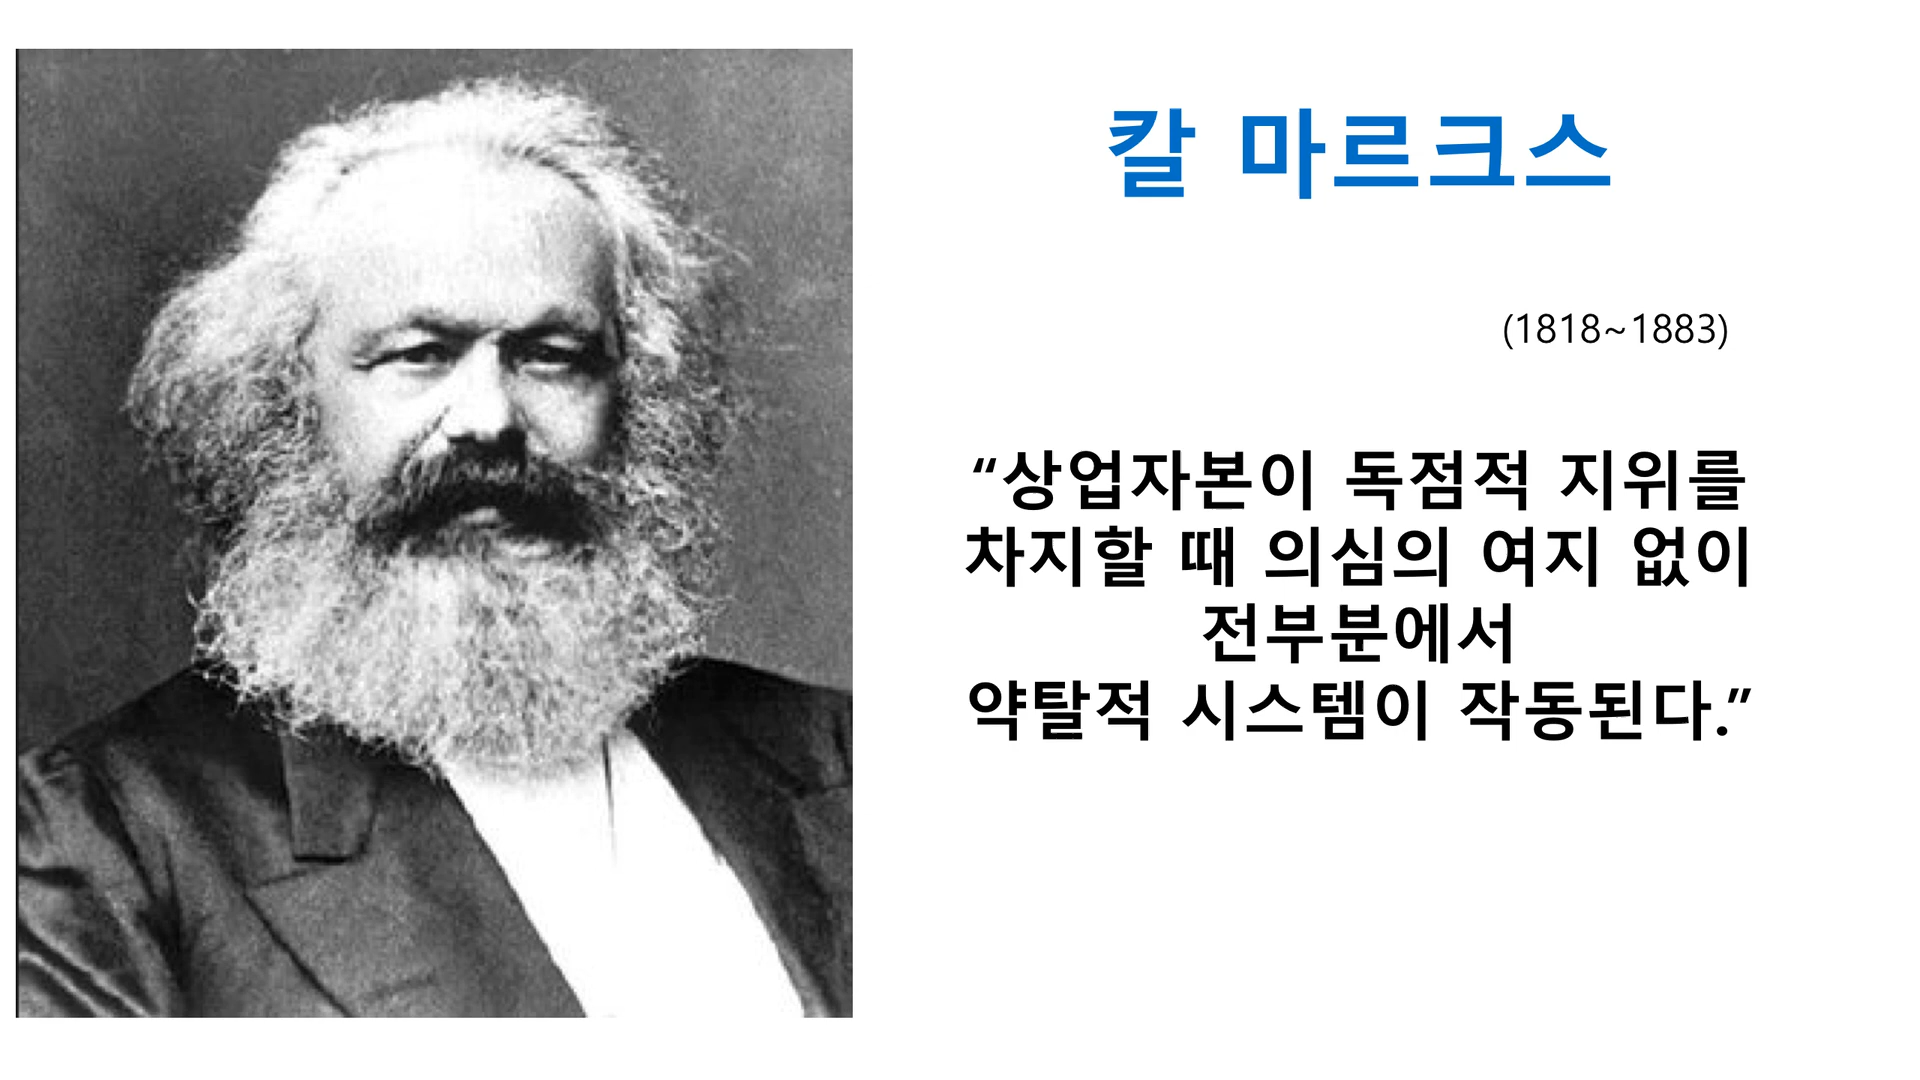 칼 마르크스
(1818~1883)
“상업자본이 독점적 지위를
차지할 때 의심의 여지 없이
전부분에서
약탈적 시스템이 작동된다.”